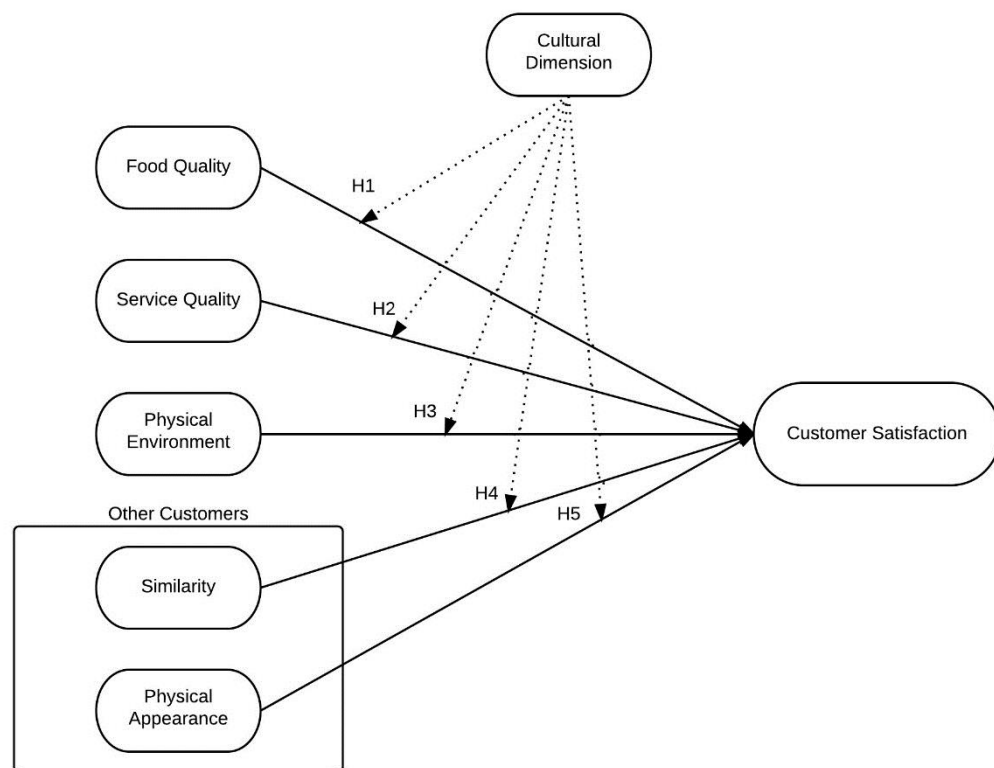 Cultural
Dimension
Food Quality
H1
Service Quality
H2
Physical
Environment
H3
Customer Satisfaction
H4
Other Customers
H5
Similarity
Physical
Appearance